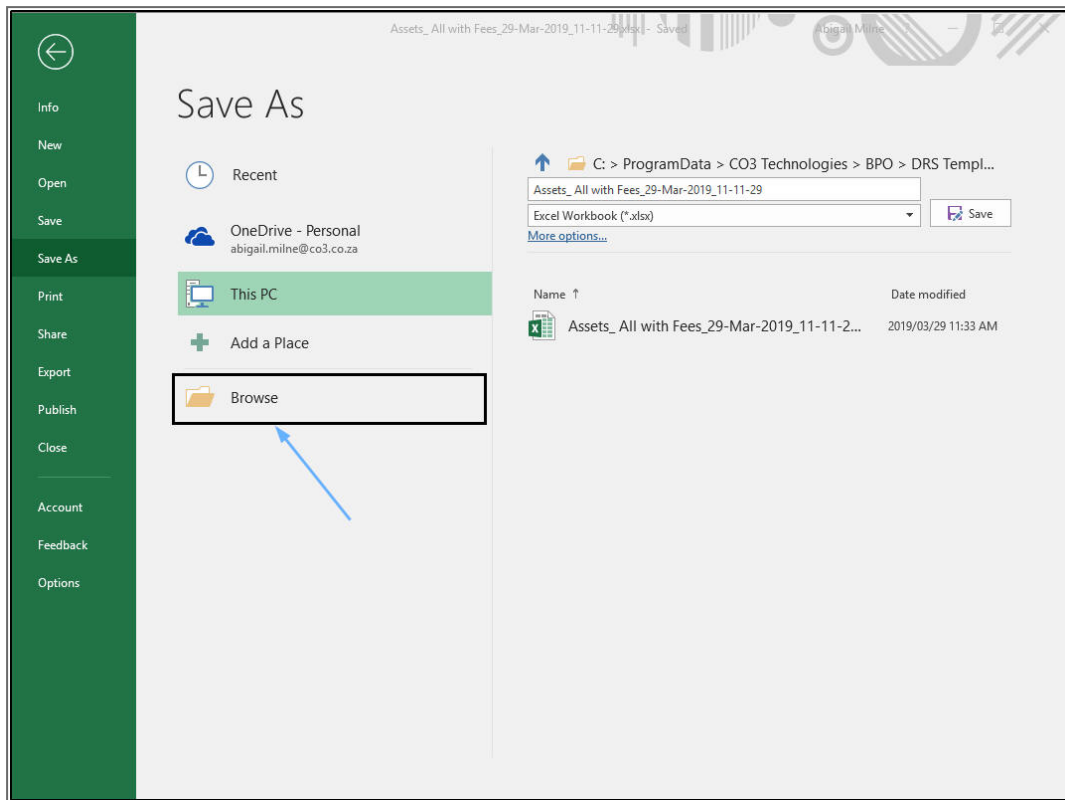 Assets_ All with Fees_29-Mar-2019_11-11-29.xlsx - Saved
Abigail Milne
Info
New
Open
Save
Save As
Print
Share
Export
Publish
Close
Account
Feedback
Options
Save As
Recent
OneDrive - Personal
abigail.milne@co3.co.za
This PC
Add a Place
Browse
C: > ProgramData > CO3 Technologies > BPO > DRS Templ...
Assets_ All with Fees_29-Mar-2019_11-11-29
Excel Workbook (*.xlsx)
Save
More options...
Name ↑ Date modified
Assets_ All with Fees_29-Mar-2019_11-11-2... 2019/03/29 11:33 AM